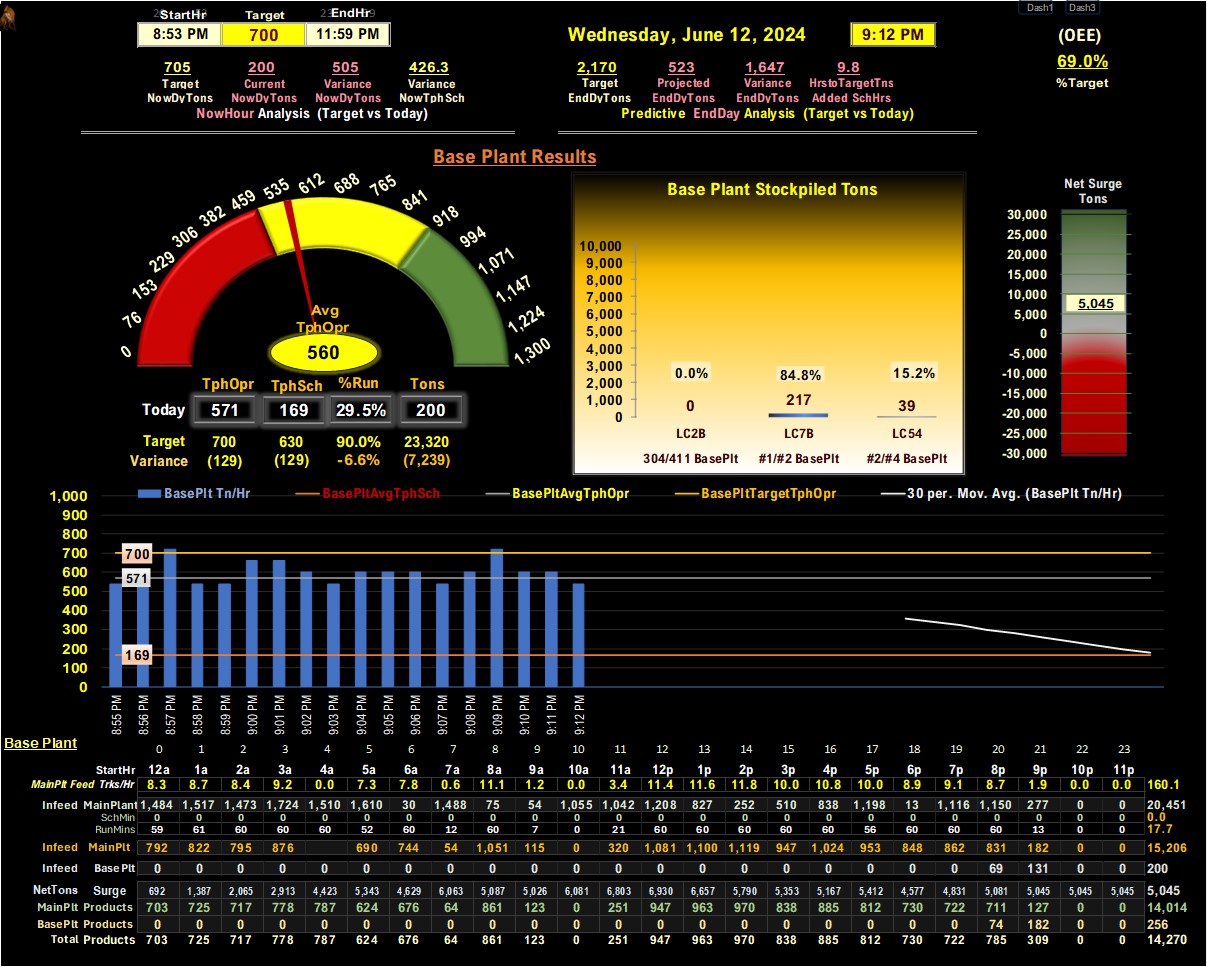 Dash1 Dash3
StartHr Target EndHr
8:53 PM 700 11:59 PM
Wednesday, June 12, 2024 9:12 PM
(OEE)
69.0%
%Target
705 200 505 426.3
Target Current Variance Variance
NowDyTons NowDyTons NowDyTons NowTphSch
NowHour Analysis (Target vs Today)
2,170 523 1,647 9.8
Target Projected Variance HrstoTargetTns
EndDyTons EndDyTons EndDyTons Added SchHrs
Predictive EndDay Analysis (Target vs Today)
Base Plant Results
0 76 153 229 306 382 459 535 612 688 765 841 918 994 1,071 1,147 1,224 1,300
Avg
TphOpr
560
TphOpr TphSch %Run Tons
Today 571 169 29.5% 200
Target 700 630 90.0% 23,320
Variance (129) (129) -6.6% (7,239)
Base Plant Stockpiled Tons
10,000
9,000
8,000
7,000
6,000
5,000
4,000
3,000
2,000
1,000
0
0.0% 84.8% 15.2%
0 217 39
LC2B LC7B LC54
304/411 BasePlt #1/#2 BasePlt #2/#4 BasePlt
Net Surge
Tons
30,000
25,000
20,000
15,000
10,000
5,045
5,000
0
-5,000
-10,000
-15,000
-20,000
-25,000
-30,000
BasePlt Tn/Hr BasePltAvgTphSch BasePltAvgTphOpr BasePltTargetTphOpr 30 per. Mov. Avg. (BasePlt Tn/Hr)
1,000
900
800
700
600
500
400
300
200
100
0
700
571
169
8:55 PM 8:56 PM 8:57 PM 8:58 PM 8:59 PM 9:00 PM 9:01 PM 9:02 PM 9:03 PM 9:04 PM 9:05 PM 9:06 PM 9:07 PM 9:08 PM 9:09 PM 9:10 PM 9:11 PM 9:12 PM
Base Plant
0 1 2 3 4 5 6 7 8 9 10 11 12 13 14 15 16 17 18 19 20 21 22 23
StartHr 12a 1a 2a 3a 4a 5a 6a 7a 8a 9a 10a 11a 12p 1p 2p 3p 4p 5p 6p 7p 8p 9p 10p 11p
MainPlt Feed Trks/Hr 8.3 8.7 8.4 9.2 0.0 7.3 7.8 0.6 11.1 1.2 0.0 3.4 11.4 11.6 11.8 10.0 10.8 10.0 8.9 9.1 8.7 1.9 0.0 0.0 160.1
Infeed MainPlant 1,484 1,517 1,473 1,724 1,510 1,610 30 1,488 75 54 1,055 1,042 1,208 827 252 510 838 1,198 13 1,116 1,150 277 0 0 20,451
SchMin 0 0 0 0 0 0 0 0 0 0 0 0 0 0 0 0 0 0 0 0 0 0 0 0 0.0
RunMins 59 61 60 60 60 52 60 12 60 7 0 21 60 60 60 60 60 56 60 60 60 13 0 0 17.7
Infeed MainPlt 792 822 795 876 690 744 54 1,051 115 0 320 1,081 1,100 1,119 947 1,024 953 848 862 831 182 0 0 15,206
Infeed BasePlt 0 0 0 0 0 0 0 0 0 0 0 0 0 0 0 0 0 0 0 0 69 131 0 0 200
NetTons Surge 692 1,387 2,065 2,913 4,423 5,343 4,629 6,063 5,087 5,026 6,081 6,803 6,930 6,657 5,790 5,353 5,167 5,412 4,577 4,831 5,081 5,045 5,045 5,045 5,045
MainPlt Products 703 725 717 778 787 624 676 64 861 123 0 251 947 963 970 838 885 812 730 722 711 127 0 0 14,014
BasePlt Products 0 0 0 0 0 0 0 0 0 0 0 0 0 0 0 0 0 0 0 0 74 182 0 0 256
Total Products 703 725 717 778 787 624 676 64 861 123 0 251 947 963 970 838 885 812 730 722 785 309 0 0 14,270